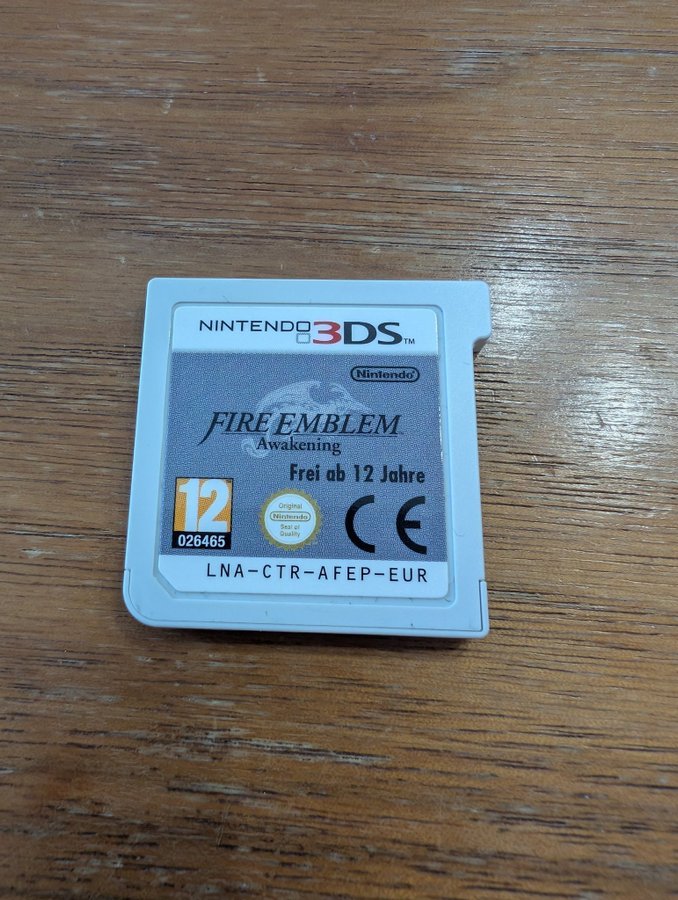 NINTENDO 3DS™
Nintendo
FIRE EMBLEM
Awakening
Frei ab 12 Jahre
12
026465
Original
Nintendo
Seal of
Quality
CE
LNA-CTR-AFEP-EUR